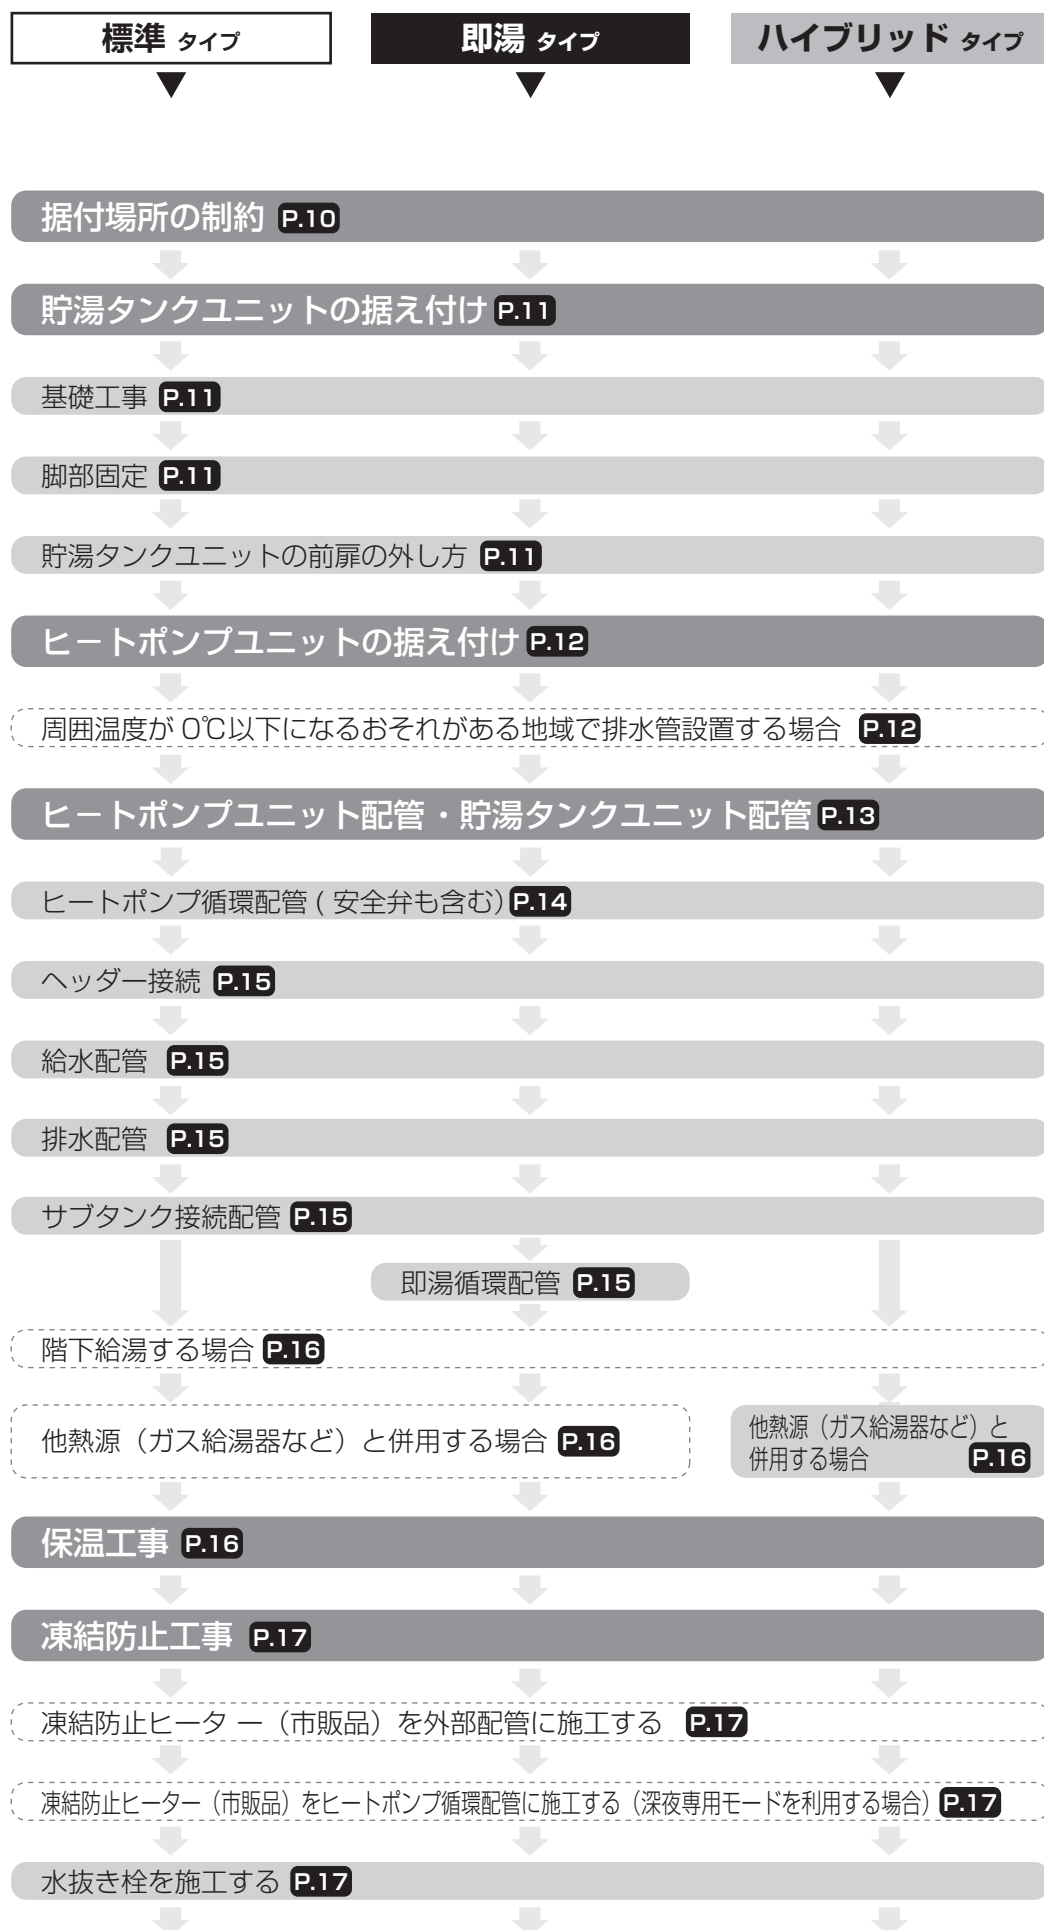 標準 タイプ
即湯 タイプ
ハイブリッド タイプ
据付場所の制約 P.10
貯湯タンクユニットの据え付け P.11
基礎工事 P.11
脚部固定 P.11
貯湯タンクユニットの前扉の外し方 P.11
ヒートポンプユニットの据え付け P.12
周囲温度が 0℃以下になるおそれがある地域で排水管設置する場合 P.12
ヒートポンプユニット配管・貯湯タンクユニット配管 P.13
ヒートポンプ循環配管 ( 安全弁も含む) P.14
ヘッダー接続 P.15
給水配管 P.15
排水配管 P.15
サブタンク接続配管 P.15
即湯循環配管 P.15
階下給湯する場合 P.16
他熱源（ガス給湯器など）と併用する場合 P.16
他熱源（ガス給湯器など）と
併用する場合 P.16
保温工事 P.16
凍結防止工事 P.17
凍結防止ヒータ ー（市販品）を外部配管に施工する P.17
凍結防止ヒーター（市販品）をヒートポンプ循環配管に施工する（深夜専用モードを利用する場合） P.17
水抜き栓を施工する P.17